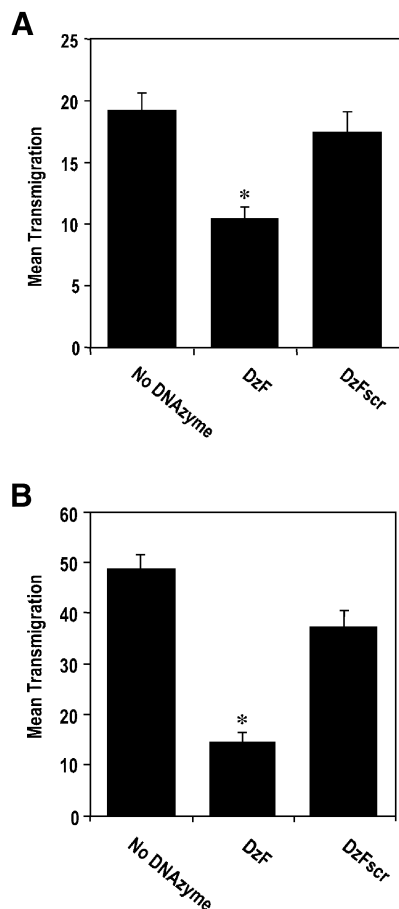 A
25
20
15
10
5
0
Mean Transmigration
*
No DNAzyme
DzF
DzFscr
B
60
50
40
30
20
10
0
Mean Transmigration
*
No DNAzyme
DzF
DzFscr